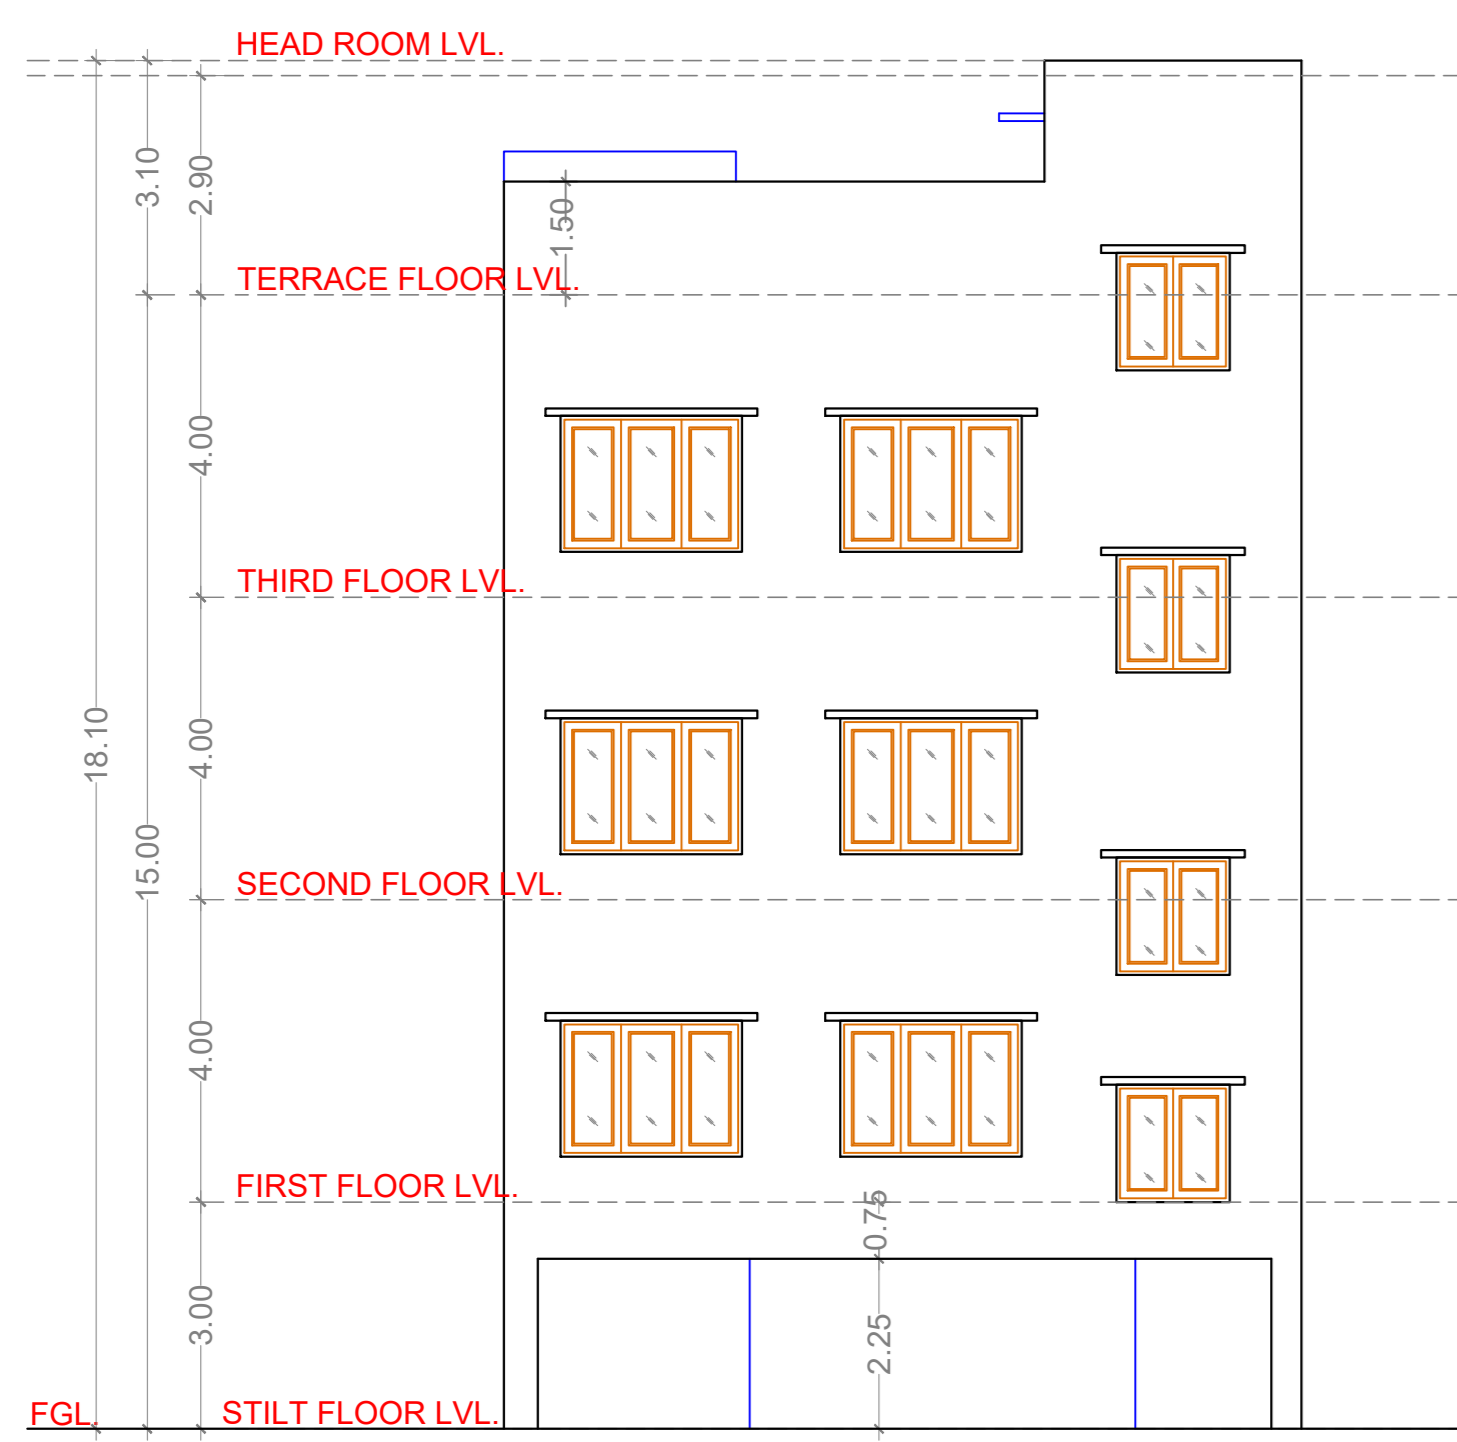 HEAD ROOM LVL.
3.10
2.90
1.50
TERRACE FLOOR LVL.
4.00
THIRD FLOOR LVL.
18.10
4.00
15.00
SECOND FLOOR LVL.
4.00
FIRST FLOOR LVL.
0.75
3.00
2.25
FGL.
STILT FLOOR LVL.